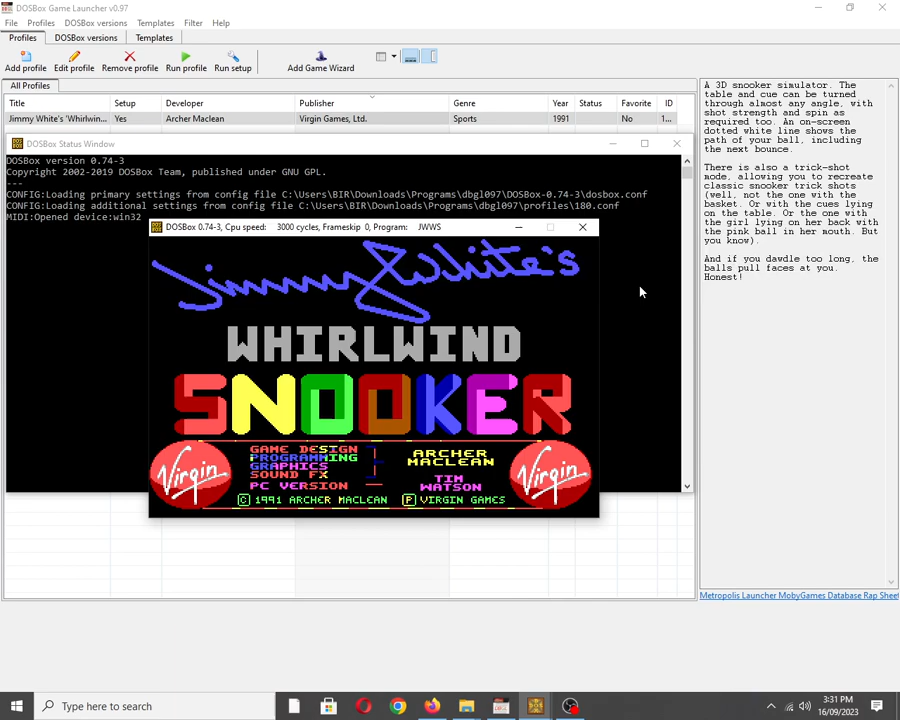 DOSBox Game Launcher v0.97
File Profiles DOSBox versions Templates Filter Help
Profiles DOSBox versions Templates
Add profile Edit profile Remove profile Run profile Run setup Add Game Wizard
All Profiles
Title Setup Developer Publisher Genre Year Status Favorite ID
Jimmy White's 'Whirlwin... Yes Archer Maclean Virgin Games, Ltd. Sports 1991 No 1...
DOSBox Status Window
DOSBox version 0.74-3
Copyright 2002-2019 DOSBox Team, published under GNU GPL.
---
CONFIG:Loading primary settings from config file C:\Users\BIR\Downloads\Programs\dbgl097\DOSBox-0.74-3\dosbox.conf
CONFIG:Loading additional settings from config file C:\Users\BIR\Downloads\Programs\dbgl097\profiles\180.conf
MIDI:Opened device:win32
DOSBox 0.74-3, Cpu speed: 3000 cycles, Frameskip 0, Program: JWWS
Jimmy White's
WHIRLWIND
SNOOKER
Virgin
GAME DESIGN
PROGRAMMING
GRAPHICS
SOUND FX
ARCHER
MACLEAN
PC VERSION
TIM
WATSON
© 1991 ARCHER MACLEAN Ⓟ VIRGIN GAMES
Virgin
A 3D snooker simulator. The
table and cue can be turned
through almost any angle, with
shot strength and spin as
required too. An on-screen
dotted white line shows the
path of your ball, including
the next bounce.
There is also a trick-shot
mode, allowing you to recreate
classic snooker trick shots
(well, not the one with the
basket. Or with the cues lying
on the table. Or the one with
the girl lying on her back with
the pink ball in her mouth. But
you know).
And if you dawdle too long, the
balls pull faces at you.
Honest!
Metropolis Launcher MobyGames Database Rap Sheet
Type here to search
3:31 PM
16/09/2023